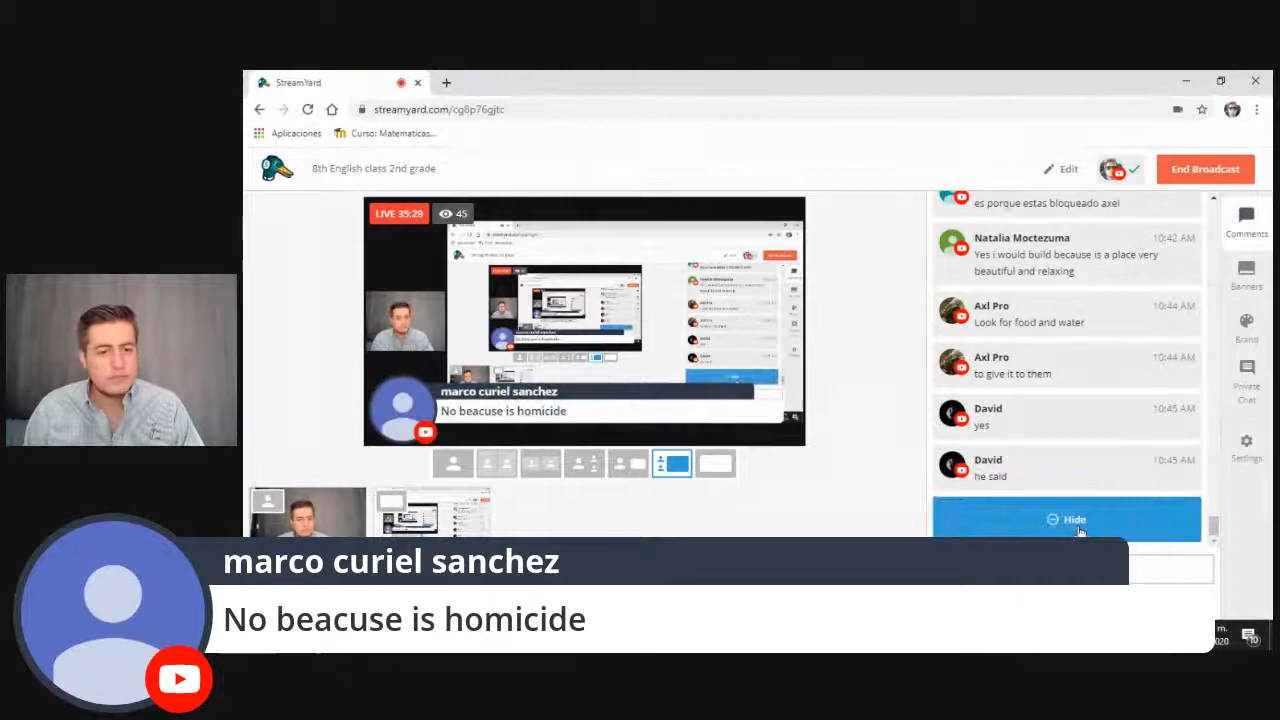 StreamYard
streamyard.com/cg8p76gjtc
Aplicaciones
Curso: Matematicas...
8th English class 2nd grade
Edit
End Broadcast
LIVE 35:29
45
marco curiel sanchez
No beacuse is homicide
es porque estas bloqueado axel
Natalia Moctezuma 10:42 AM
Yes i would build because is a place very
beautiful and relaxing
Axl Pro 10:44 AM
Look for food and water
Axl Pro 10:44 AM
to give it to them
David 10:45 AM
yes
David 10:45 AM
he said
Hide
Comments
Banners
Brand
Private
Chat
Settings
marco curiel sanchez
No beacuse is homicide